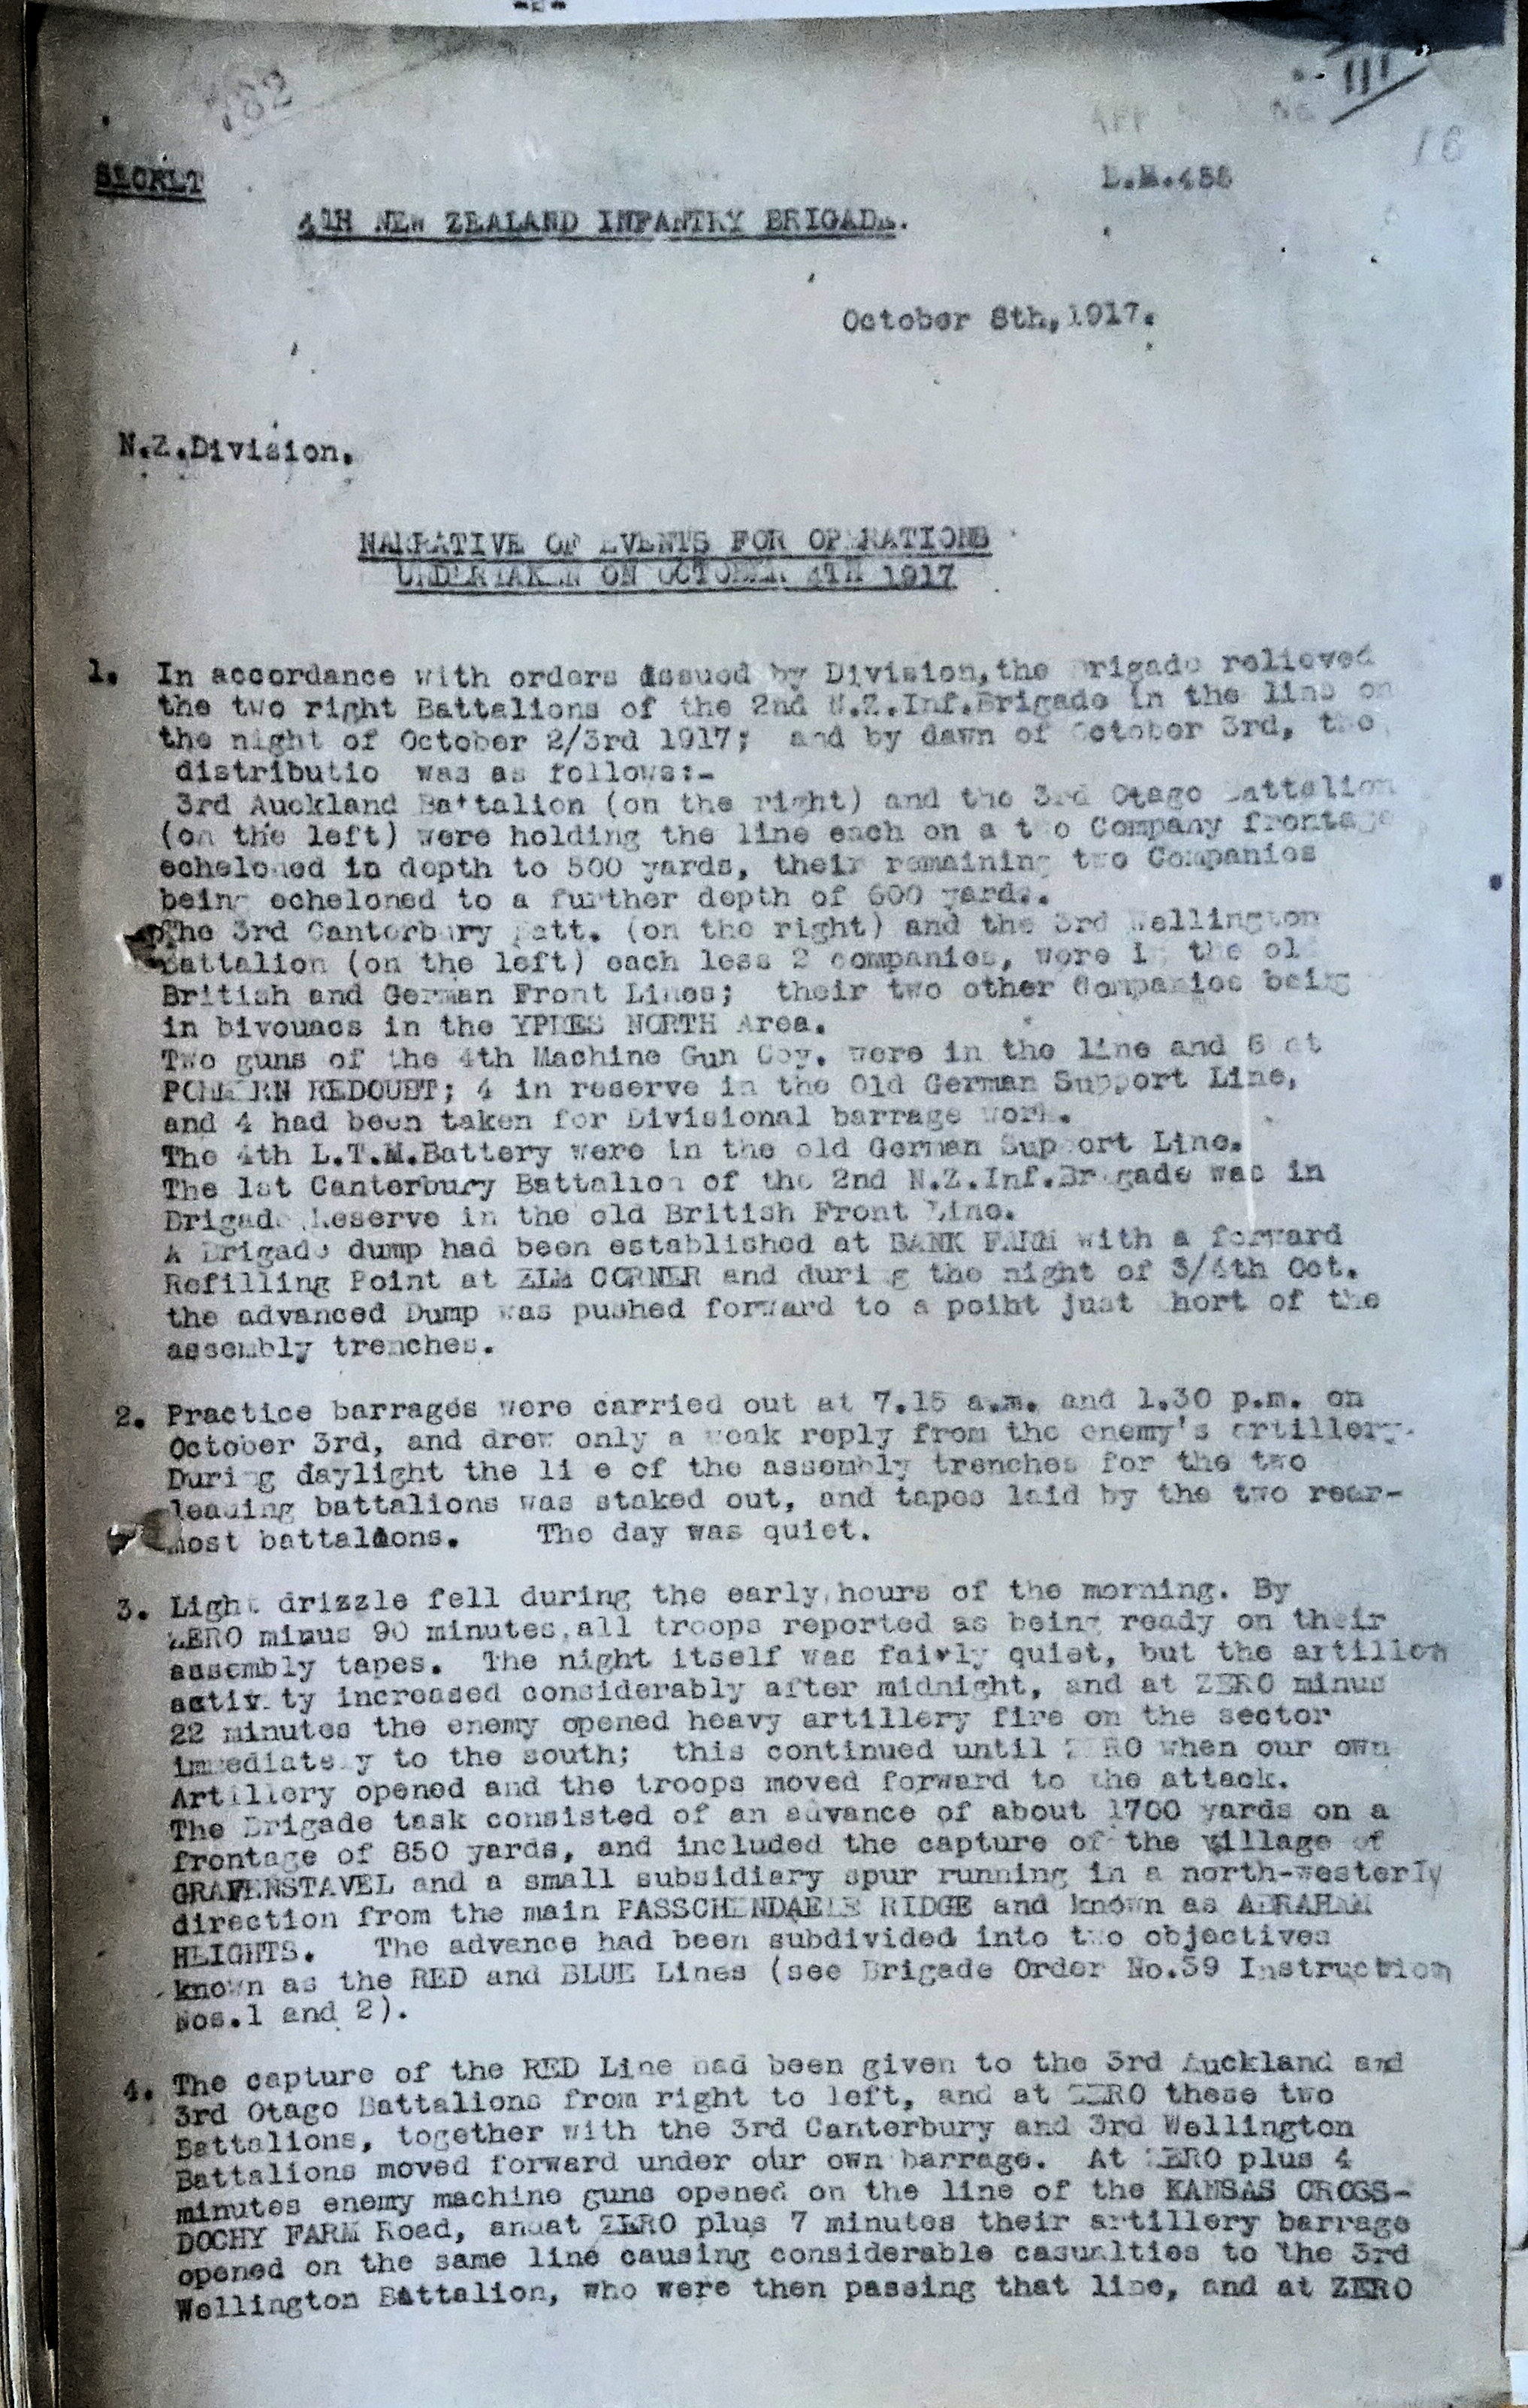 782
III
16
SECRET
4TH NEW ZEALAND INFANTRY BRIGADE.
October 8th, 1917.
N.Z.Division.
NARRATIVE OF EVENTS FOR OPERATIONS
UNDERTAKEN ON OCTOBER 4TH 1917
1. In accordance with orders issued by Division, the Brigade relieved
the two right Battalions of the 2nd N.Z.Inf.Brigade in the line on
the night of October 2/3rd 1917; and by dawn of October 3rd, the
distributio was as follows:-
3rd Auckland Battalion (on the right) and the 3rd Otago Battalion
(on the left) were holding the line each on a two Company frontage
echeloned in depth to 500 yards, their remaining two Companies
being echeloned to a further depth of 600 yards.
The 3rd Canterbury Batt. (on the right) and the 3rd Wellington
Battalion (on the left) each less 2 companies, were in the old
British and German Front Lines; their two other Companies being
in bivouacs in the YPRES NORTH Area.
Two guns of the 4th Machine Gun Coy. were in the line and 6 at
POMMERN REDOUBT; 4 in reserve in the Old German Support Line,
and 4 had been taken for Divisional barrage work.
The 4th L.T.M.Battery were in the old German Support Line.
The 1st Canterbury Battalion of the 2nd N.Z.Inf.Brigade was in
Brigade Reserve in the old British Front Line.
A Brigade dump had been established at BANK FARM with a forward
Refilling Point at ELM CORNER and during the night of 3/4th Oct.
the advanced Dump was pushed forward to a point just short of the
assembly trenches.
2. Practice barrages were carried out at 7.15 a.m. and 1.30 p.m. on
October 3rd, and drew only a weak reply from the enemy's artillery.
During daylight the line of the assembly trenches for the two
leading battalions was staked out, and tapes laid by the two rear-
most battalions. The day was quiet.
3. Light drizzle fell during the early hours of the morning. By
ZERO minus 90 minutes, all troops reported as being ready on their
assembly tapes. The night itself was fairly quiet, but the artillery
activity increased considerably after midnight, and at ZERO minus
22 minutes the enemy opened heavy artillery fire on the sector
immediately to the south; this continued until ZERO when our own
Artillery opened and the troops moved forward to the attack.
The Brigade task consisted of an advance of about 1700 yards on a
frontage of 850 yards, and included the capture of the village of
GRAFENSTAVEL and a small subsidiary spur running in a north-westerly
direction from the main PASSCHENDAELE RIDGE and known as ABRAHAM
HEIGHTS. The advance had been subdivided into two objectives
known as the RED and BLUE Lines (see Brigade Order No.39 Instruction
Nos.1 and 2).
4. The capture of the RED Line had been given to the 3rd Auckland and
3rd Otago Battalions from right to left, and at ZERO these two
Battalions, together with the 3rd Canterbury and 3rd Wellington
Battalions moved forward under our own barrage. At ZERO plus 4
minutes enemy machine guns opened on the line of the KANSAS CROSS-
DOCHY FARM Road, and at ZERO plus 7 minutes their artillery barrage
opened on the same line causing considerable casualties to the 3rd
Wellington Battalion, who were then passing that line, and at ZERO